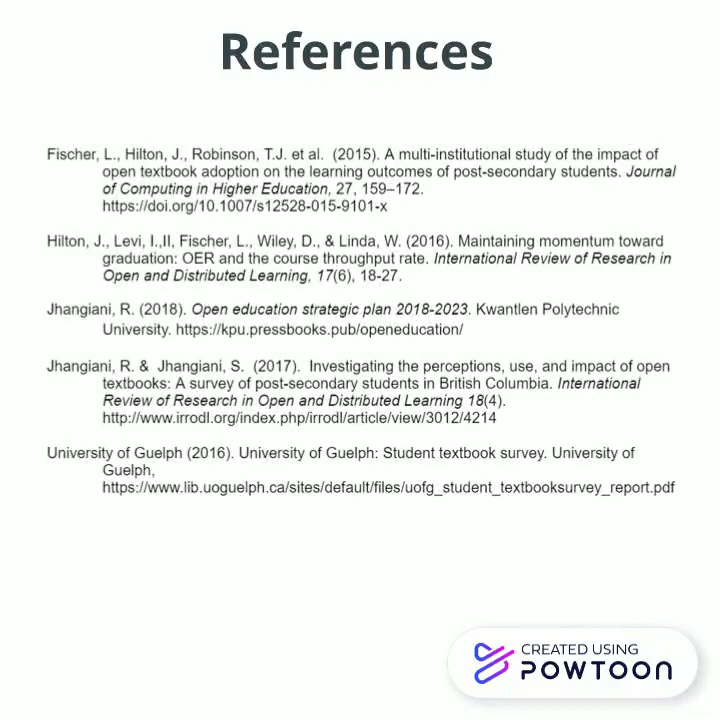 References
Fischer, L., Hilton, J., Robinson, T.J. et al. (2015). A multi-institutional study of the impact of
open textbook adoption on the learning outcomes of post-secondary students. Journal
of Computing in Higher Education, 27, 159–172.
https://doi.org/10.1007/s12528-015-9101-x
Hilton, J., Levi, I.,II, Fischer, L., Wiley, D., & Linda, W. (2016). Maintaining momentum toward
graduation: OER and the course throughput rate. International Review of Research in
Open and Distributed Learning, 17(6), 18-27.
Jhangiani, R. (2018). Open education strategic plan 2018-2023. Kwantlen Polytechnic
University. https://kpu.pressbooks.pub/openeducation/
Jhangiani, R. & Jhangiani, S. (2017). Investigating the perceptions, use, and impact of open
textbooks: A survey of post-secondary students in British Columbia. International
Review of Research in Open and Distributed Learning 18(4).
http://www.irrodl.org/index.php/irrodl/article/view/3012/4214
University of Guelph (2016). University of Guelph: Student textbook survey. University of
Guelph,
https://www.lib.uoguelph.ca/sites/default/files/uofg_student_textbooksurvey_report.pdf
CREATED USING
POWTOON